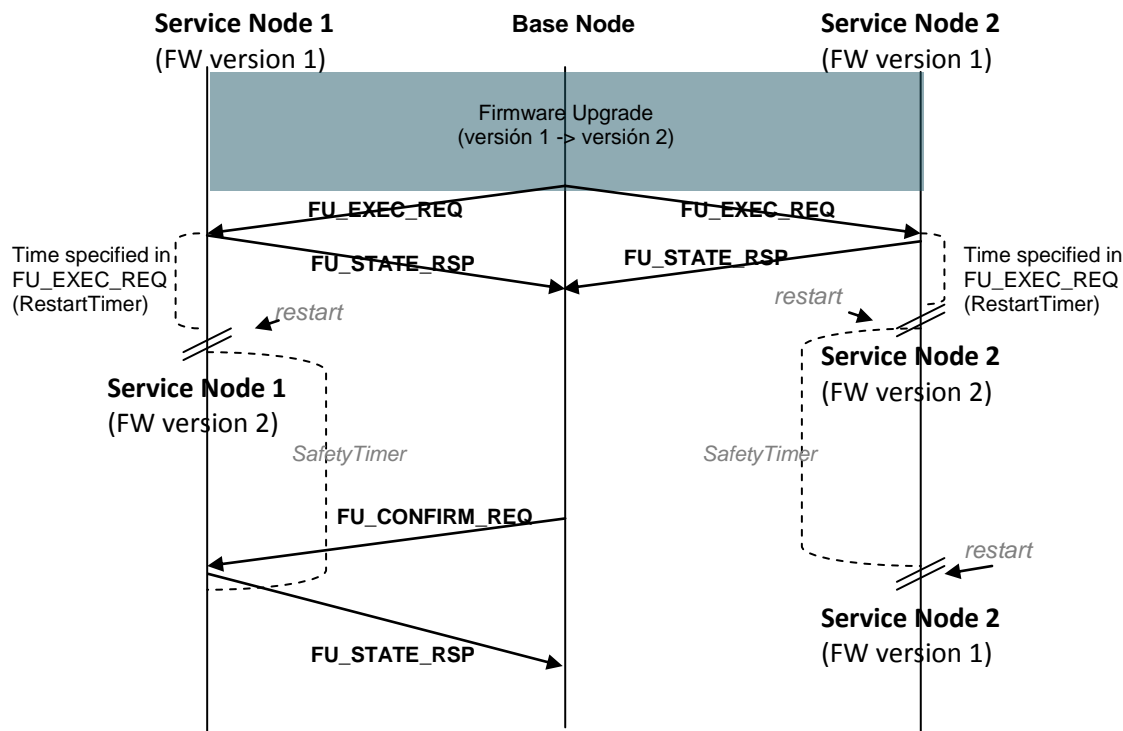 Service Node 1
(FW version 1)
Base Node
Service Node 2
(FW version 1)
Firmware Upgrade
(versión 1 -> versión 2)
FU_EXEC_REQ
FU_EXEC_REQ
Time specified in
FU_EXEC_REQ
(RestartTimer)
FU_STATE_RSP
FU_STATE_RSP
Time specified in
FU_EXEC_REQ
(RestartTimer)
restart
restart
Service Node 1
(FW version 2)
Service Node 2
(FW version 2)
SafetyTimer
SafetyTimer
FU_CONFIRM_REQ
restart
Service Node 2
(FW version 1)
FU_STATE_RSP